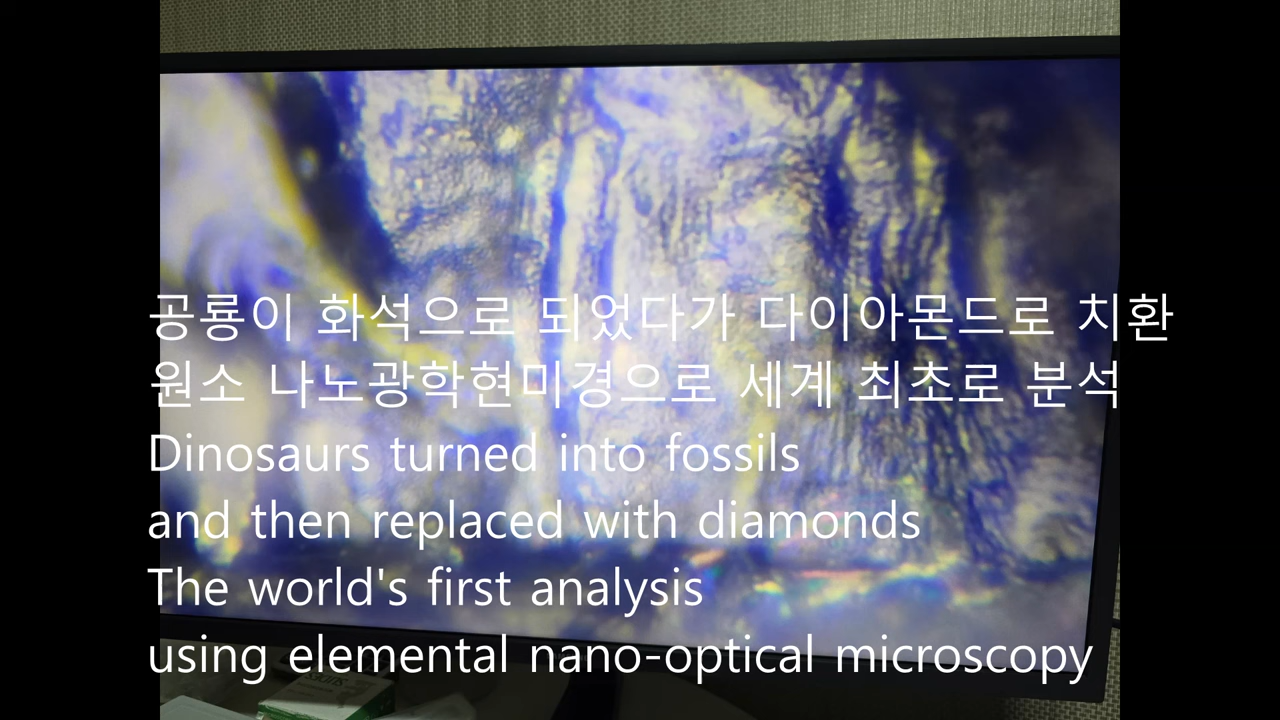 공룡이 화석으로 되었다가 다이아몬드로 치환
원소 나노광학현미경으로 세계 최초로 분석
Dinosaurs turned into fossils
and then replaced with diamonds
The world's first analysis
using elemental nano-optical microscopy